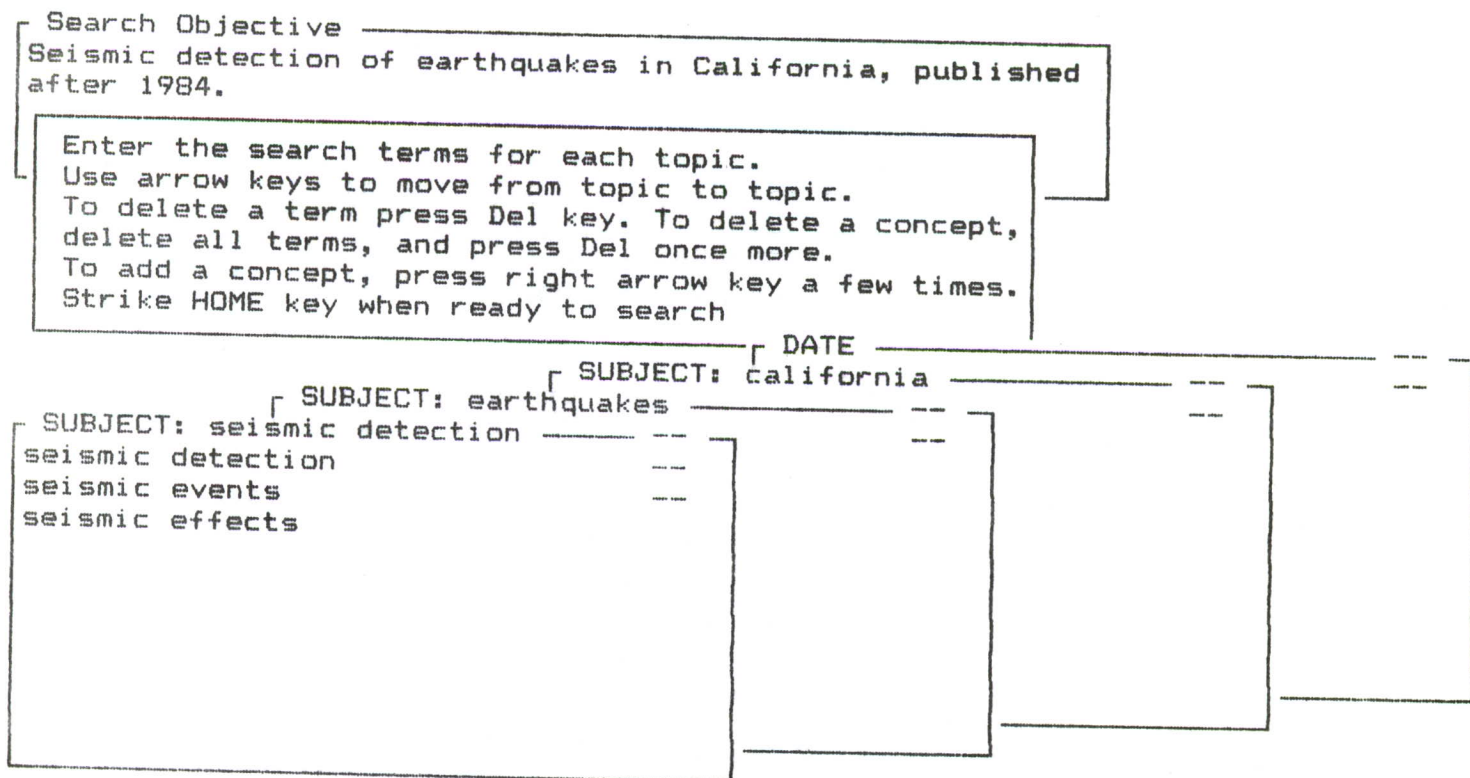 Search Objective
Seismic detection of earthquakes in California, published
after 1984.
Enter the search terms for each topic.
Use arrow keys to move from topic to topic.
To delete a term press Del key. To delete a concept,
delete all terms, and press Del once more.
To add a concept, press right arrow key a few times.
Strike HOME key when ready to search
DATE -- --
SUBJECT: california -- --
SUBJECT: earthquakes -- --
SUBJECT: seismic detection --
seismic detection --
seismic events --
seismic effects